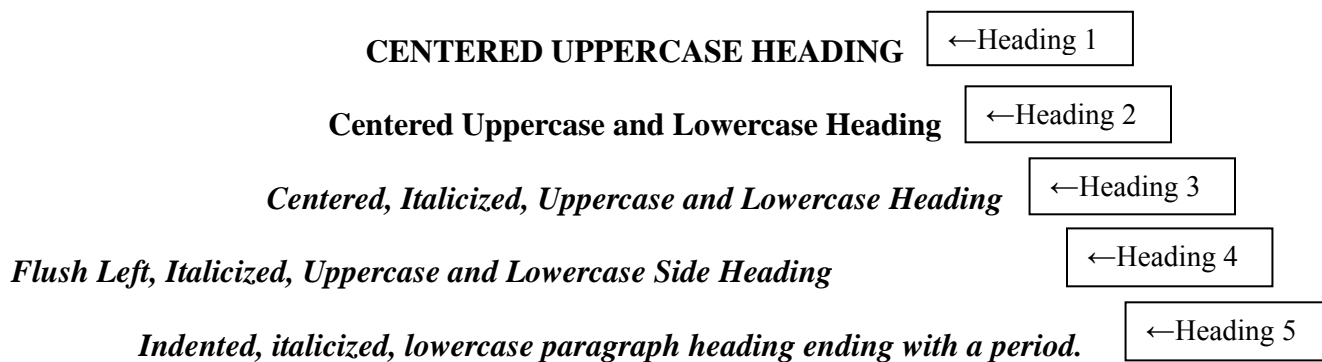 CENTERED UPPERCASE HEADING ←Heading 1
Centered Uppercase and Lowercase Heading ←Heading 2
Centered, Italicized, Uppercase and Lowercase Heading ←Heading 3
Flush Left, Italicized, Uppercase and Lowercase Side Heading ←Heading 4
Indented, italicized, lowercase paragraph heading ending with a period. ←Heading 5